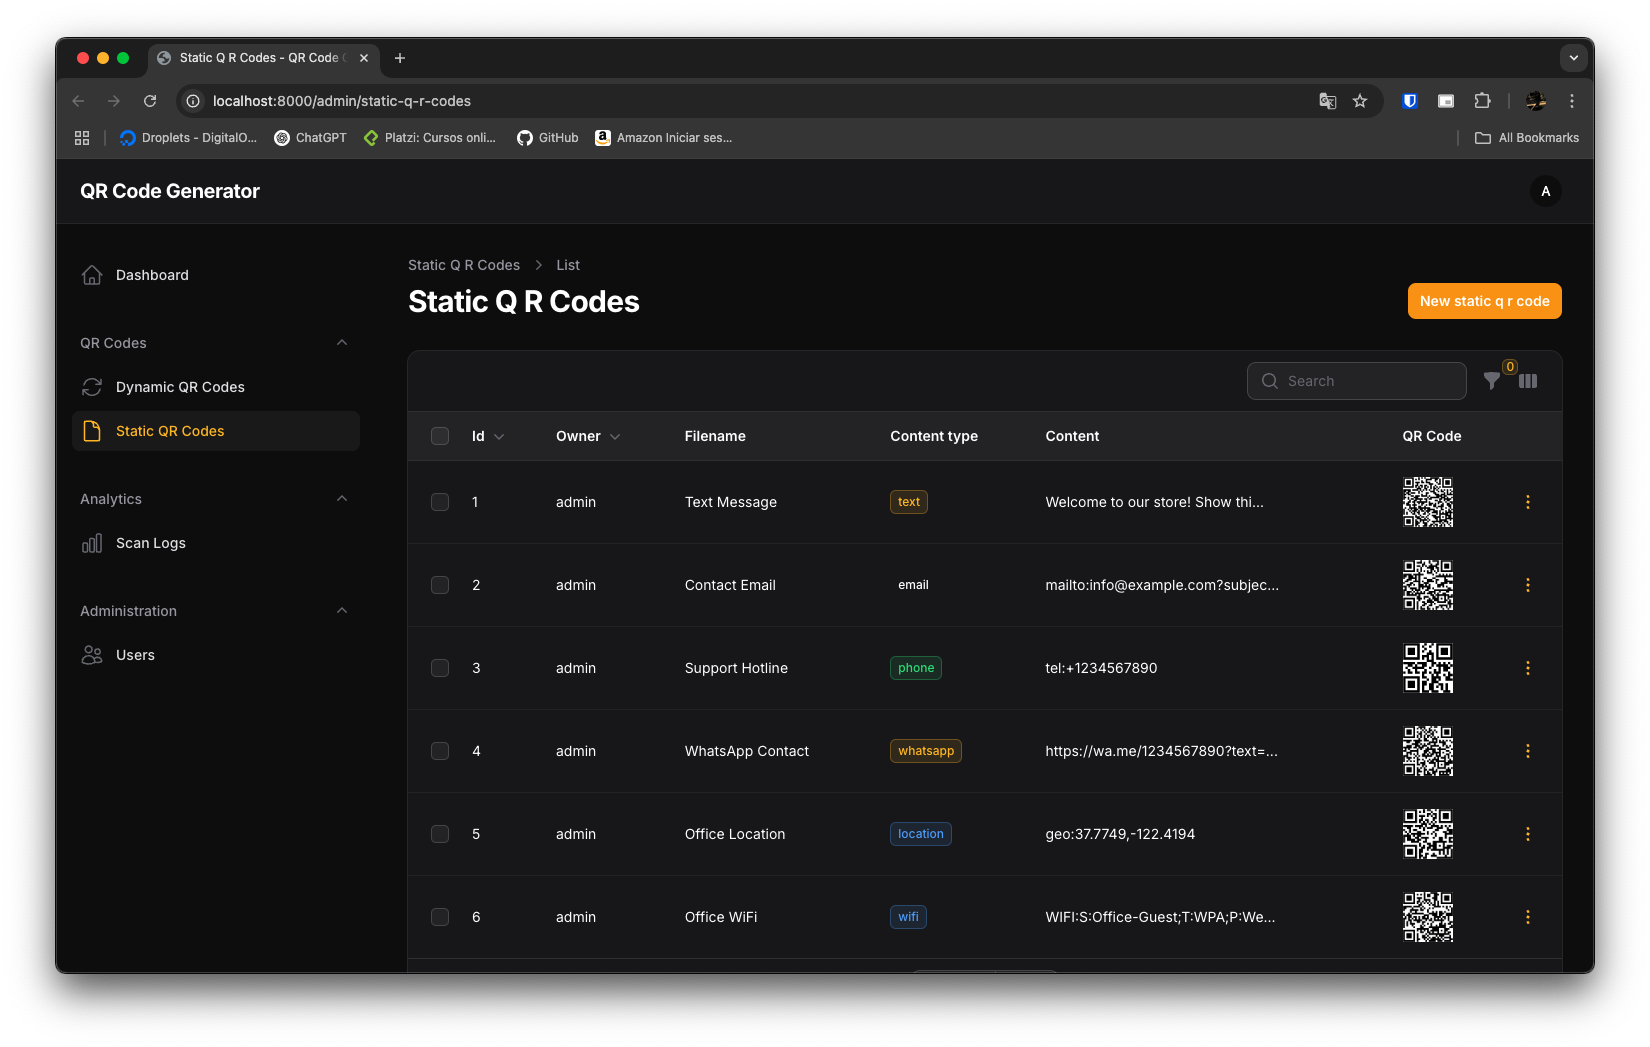 Static Q R Codes - QR Code
localhost:8000/admin/static-q-r-codes
Droplets - DigitalO...
ChatGPT
Platzi: Cursos onli...
GitHub
Amazon Iniciar ses...
All Bookmarks
QR Code Generator
A
Dashboard
QR Codes
Dynamic QR Codes
Static QR Codes
Analytics
Scan Logs
Administration
Users
Static Q R Codes > List
Static Q R Codes
New static q r code
Search
0
Id Owner Filename Content type Content QR Code
1 admin Text Message text Welcome to our store! Show thi...
2 admin Contact Email email mailto:info@example.com?subjec...
3 admin Support Hotline phone tel:+1234567890
4 admin WhatsApp Contact whatsapp https://wa.me/1234567890?text=...
5 admin Office Location location geo:37.7749,-122.4194
6 admin Office WiFi wifi WIFI:S:Office-Guest;T:WPA;P:We...